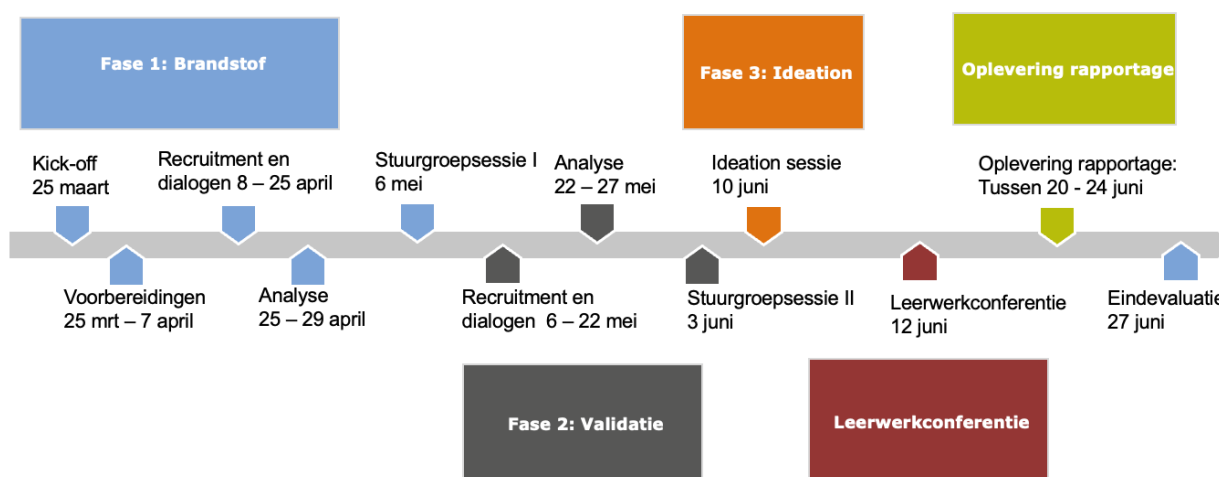 Fase 1: Brandstof
Fase 3: Ideation
Oplevering rapportage
Kick-off
25 maart
Recruitment en
dialogen 8 – 25 april
Stuurgroepsessie I
6 mei
Analyse
22 – 27 mei
Ideation sessie
10 juni
Oplevering rapportage:
Tussen 20 - 24 juni
Voorbereidingen
25 mrt – 7 april
Analyse
25 – 29 april
Recruitment en
dialogen  6 – 22 mei
Stuurgroepsessie II
3 juni
Leerwerkconferentie
12 juni
Eindevaluatie
27 juni
Fase 2: Validatie
Leerwerkconferentie